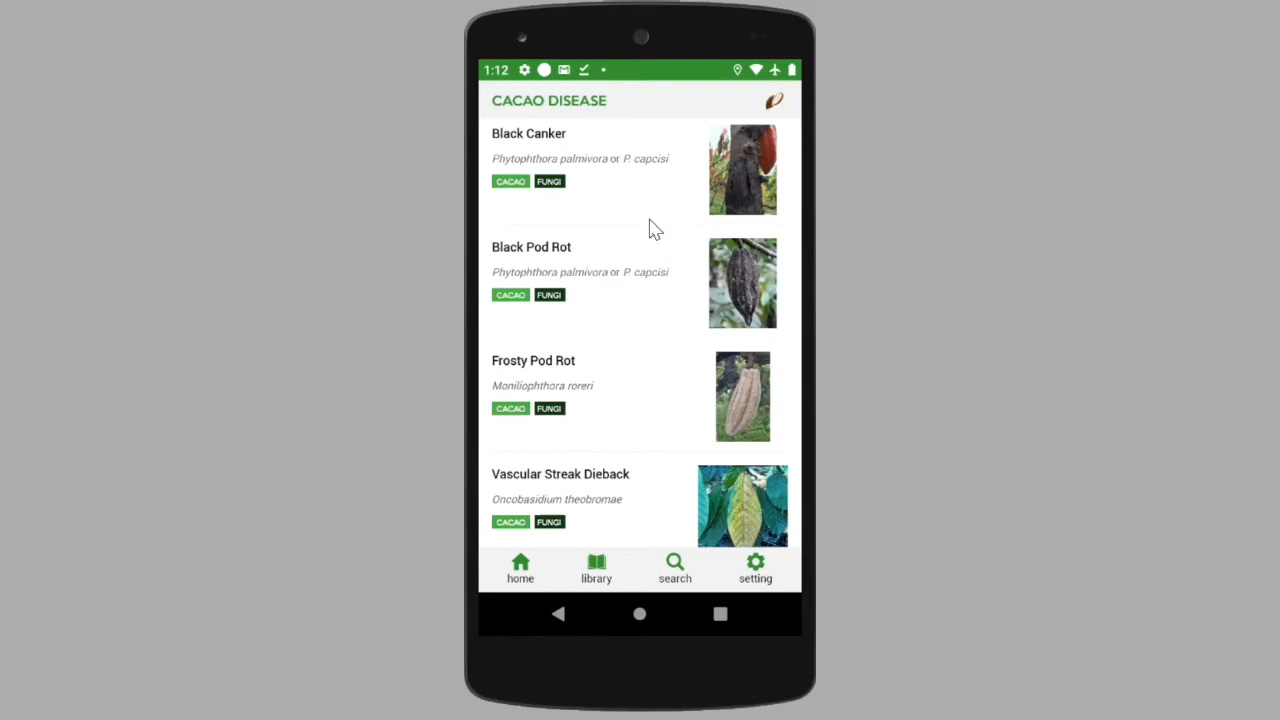 1:12
CACAO DISEASE
Black Canker
Phytophthora palmivora or P. capcisi
CACAO FUNGI
Black Pod Rot
Phytophthora palmivora or P. capcisi
CACAO FUNGI
Frosty Pod Rot
Moniliophthora roreri
CACAO FUNGI
Vascular Streak Dieback
Oncobasidium theobromae
CACAO FUNGI
home library search setting